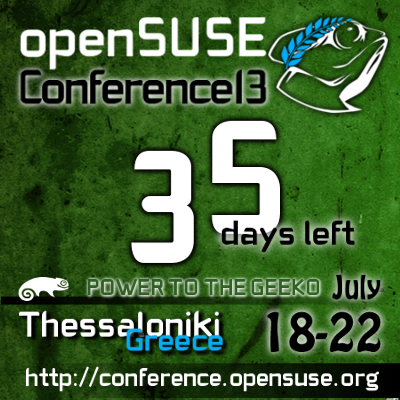 openSUSE
Conference13
35
days left
POWER TO THE GEEKO
July
Thessaloniki
Greece
18-22
http://conference.opensuse.org